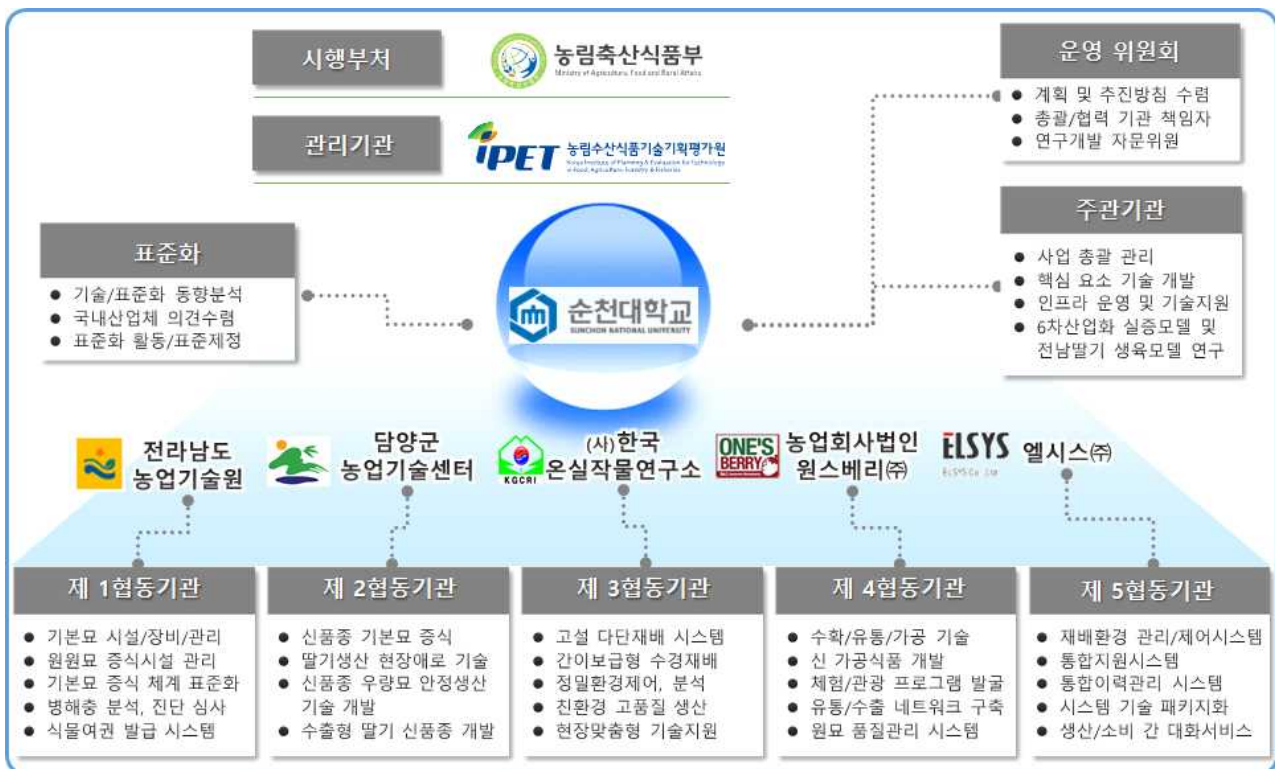 시행부처
농림축산식품부
Ministry of Agriculture, Food and Rural Affairs
관리기관
iPET 농림수산식품기술기획평가원
Korea Institute of Planning & Evaluation for Technology
in Food, Agriculture, Forestry & Fisheries
운영 위원회
● 계획 및 추진방침 수렴
● 총괄/협력 기관 책임자
● 연구개발 자문위원
표준화
● 기술/표준화 동향분석
● 국내산업체 의견수렴
● 표준화 활동/표준제정
순천대학교
SUNCHON NATIONAL UNIVERSITY
주관기관
● 사업 총괄 관리
● 핵심 요소 기술 개발
● 인프라 운영 및 기술지원
● 6차산업화 실증모델 및
전남딸기 생육모델 연구
전라남도
농업기술원
담양군
농업기술센터
KGCRI
(사)한국
온실작물연구소
ONE'S
BERRY
농업회사법인
원스베리㈜
ELSYS
ELSYS Co. Ltd
엘시스㈜
제 1협동기관
● 기본묘 시설/장비/관리
● 원원묘 증식시설 관리
● 기본묘 증식 체계 표준화
● 병해충 분석, 진단 심사
● 식물여권 발급 시스템
제 2협동기관
● 신품종 기본묘 증식
● 딸기생산 현장애로 기술
● 신품종 우량묘 안정생산
기술 개발
● 수출형 딸기 신품종 개발
제 3협동기관
● 고설 다단재배 시스템
● 간이보급형 수경재배
● 정밀환경제어, 분석
● 친환경 고품질 생산
● 현장맞춤형 기술지원
제 4협동기관
● 수확/유통/가공 기술
● 신 가공식품 개발
● 체험/관광 프로그램 발굴
● 유통/수출 네트워크 구축
● 원묘 품질관리 시스템
제 5협동기관
● 재배환경 관리/제어시스템
● 통합지원시스템
● 통합이력관리 시스템
● 시스템 기술 패키지화
● 생산/소비 간 대화서비스